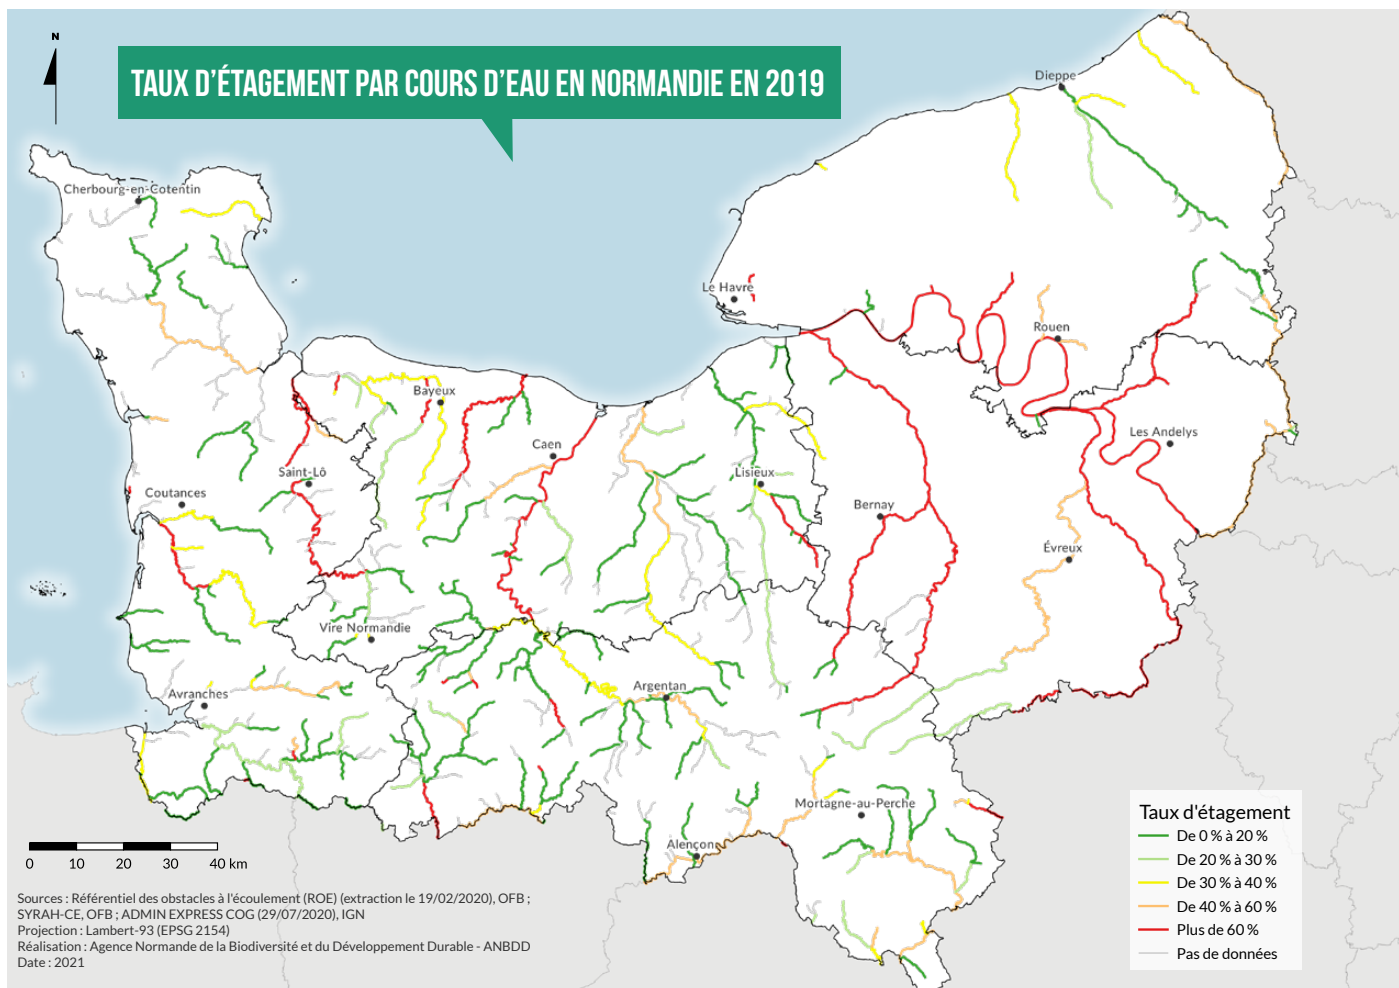 N
TAUX D'ÉTAGEMENT PAR COURS D'EAU EN NORMANDIE EN 2019
Dieppe
Cherbourg-en-Cotentin
Le Havre
Rouen
Bayeux
Caen
Les Andelys
Saint-Lô
Lisieux
Coutances
Bernay
Évreux
Vire Normandie
Argentan
Avranches
Mortagne-au-Perche
Alençon
Taux d'étagement
De 0 % à 20 %
De 20 % à 30 %
De 30 % à 40 %
De 40 % à 60 %
Plus de 60 %
Pas de données
0 10 20 30 40 km
Sources : Référentiel des obstacles à l'écoulement (ROE) (extraction le 19/02/2020), OFB ;
SYRAH-CE, OFB ; ADMIN EXPRESS COG (29/07/2020), IGN
Projection : Lambert-93 (EPSG 2154)
Réalisation : Agence Normande de la Biodiversité et du Développement Durable - ANBDD
Date : 2021